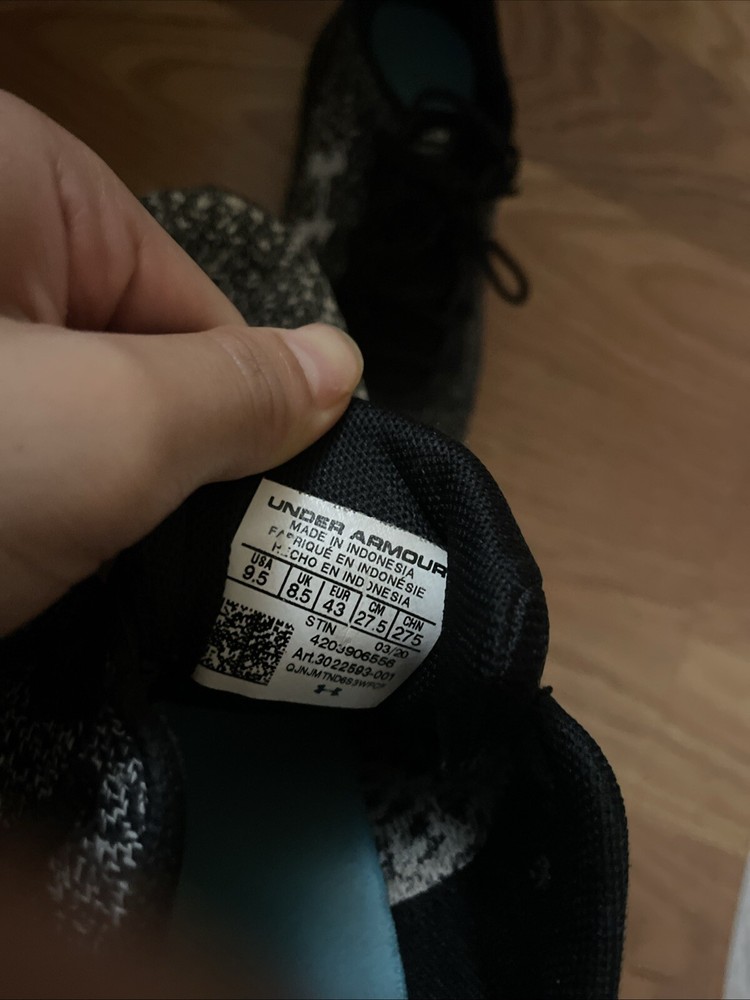 UNDER ARMOUR
MADE IN INDONESIA
FABRIQUÉ EN INDONÉSIE
HECHO EN INDONESIA
USA UK EUR CM CHN
9.5 8.5 43 27.5 275
STIN 03/20
4203906556
Art.3022593-001